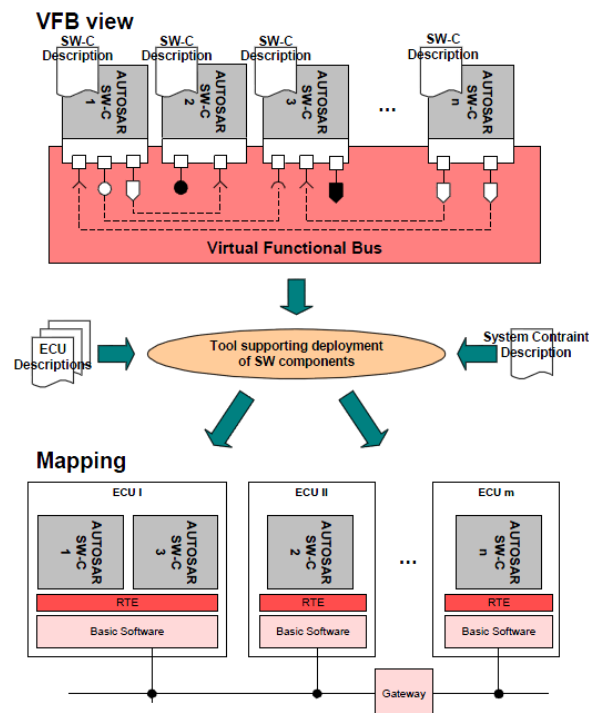 VFB view
SW-C
Description
SW-C
Description
SW-C
Description
SW-C
Description
AUTOSAR
SW-C
1
AUTOSAR
SW-C
2
AUTOSAR
SW-C
3
...
AUTOSAR
SW-C
n
Virtual Functional Bus
ECU
Descriptions
Tool supporting deployment
of SW components
System Contraint
Description
Mapping
ECU I
ECU II
ECU m
AUTOSAR
SW-C
1
AUTOSAR
SW-C
3
AUTOSAR
SW-C
2
...
AUTOSAR
SW-C
n
RTE
RTE
RTE
Basic Software
Basic Software
Basic Software
Gateway